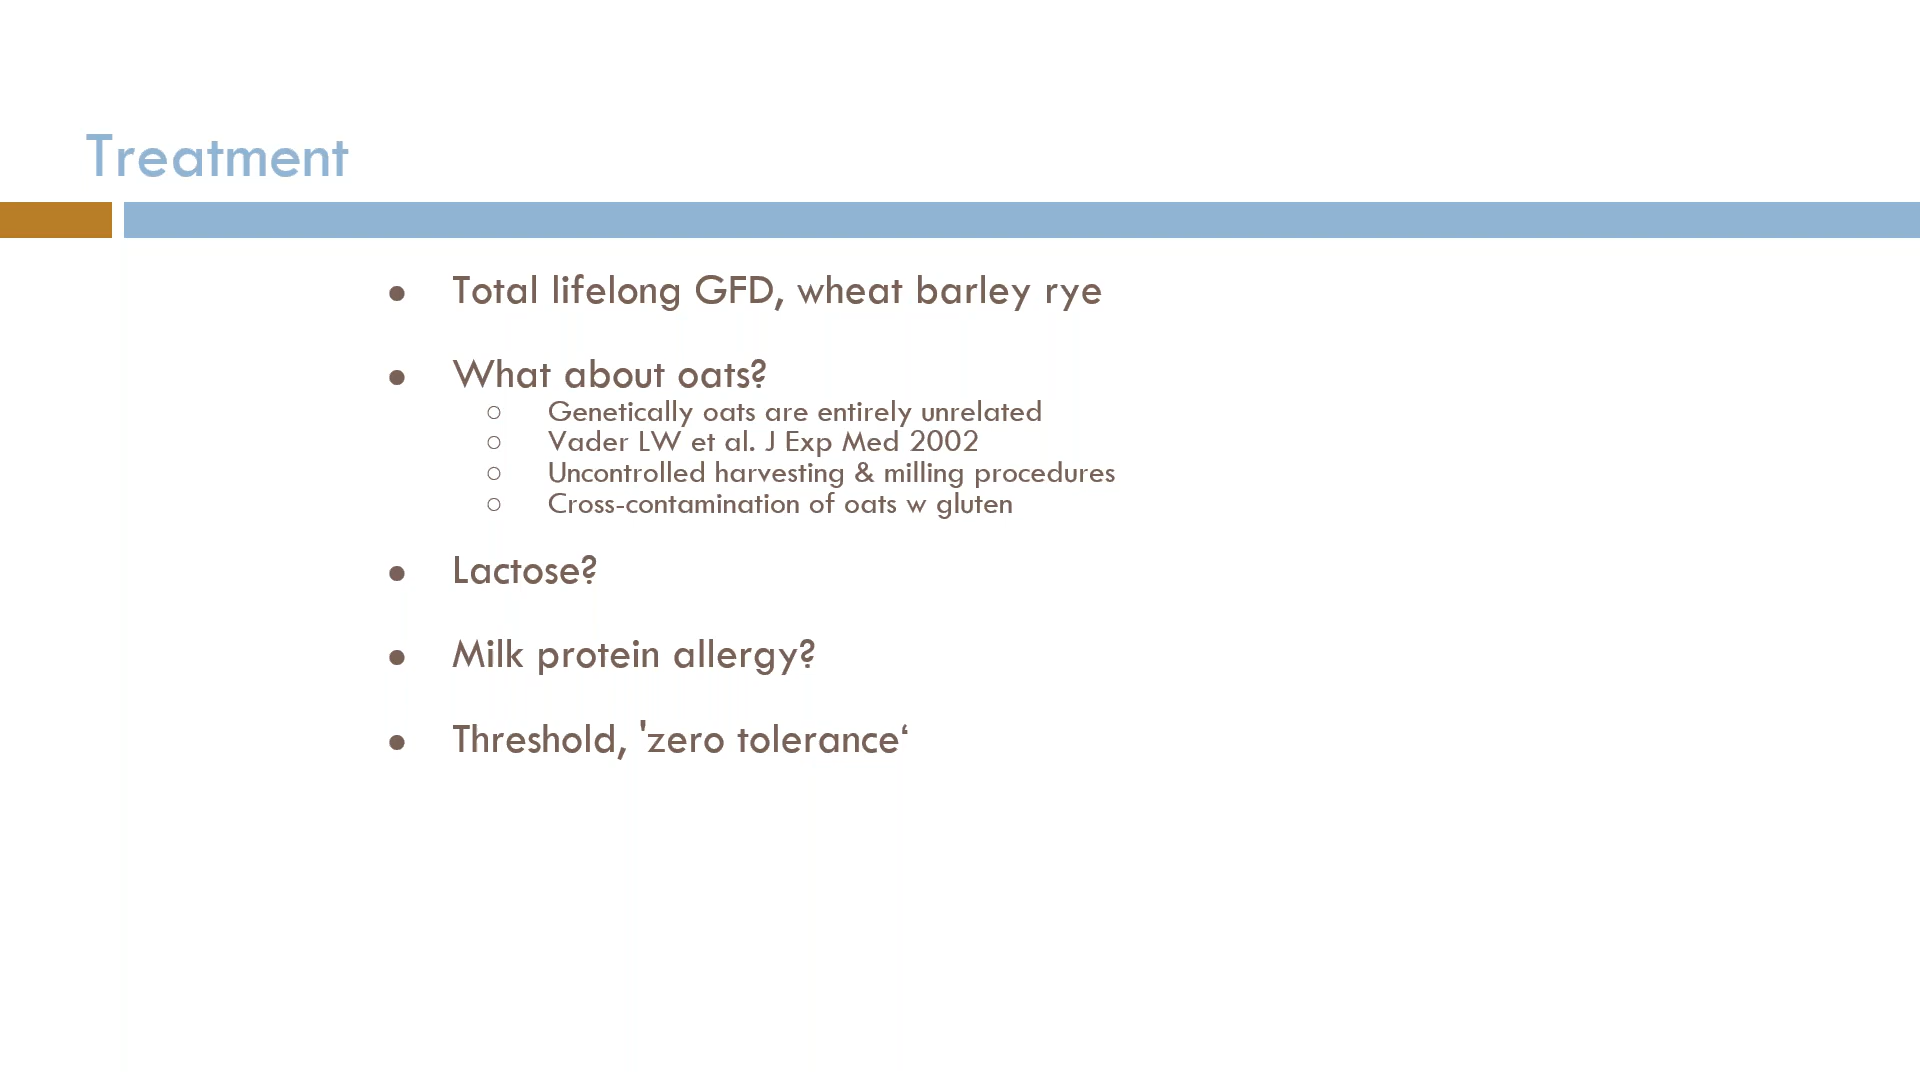 Treatment
● Total lifelong GFD, wheat barley rye
● What about oats?
○ Genetically oats are entirely unrelated
○ Vader LW et al. J Exp Med 2002
○ Uncontrolled harvesting & milling procedures
○ Cross-contamination of oats w gluten
● Lactose?
● Milk protein allergy?
● Threshold, 'zero tolerance‘